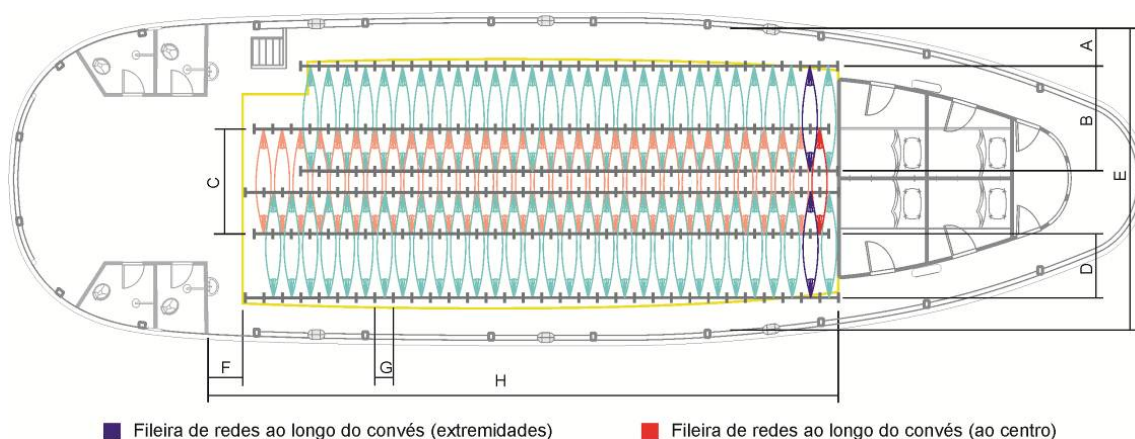 A
B
C
D
E
F
G
H
Fileira de redes ao longo do convés (extremidades)
Fileira de redes ao longo do convés (ao centro)